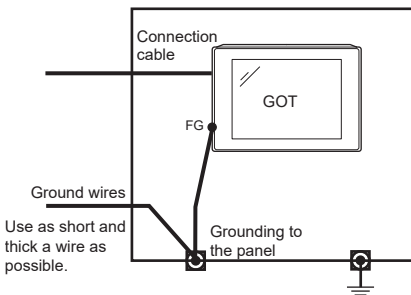 Connection
cable
GOT
FG
Ground wires
Use as short and
thick a wire as
possible.
Grounding to
the panel